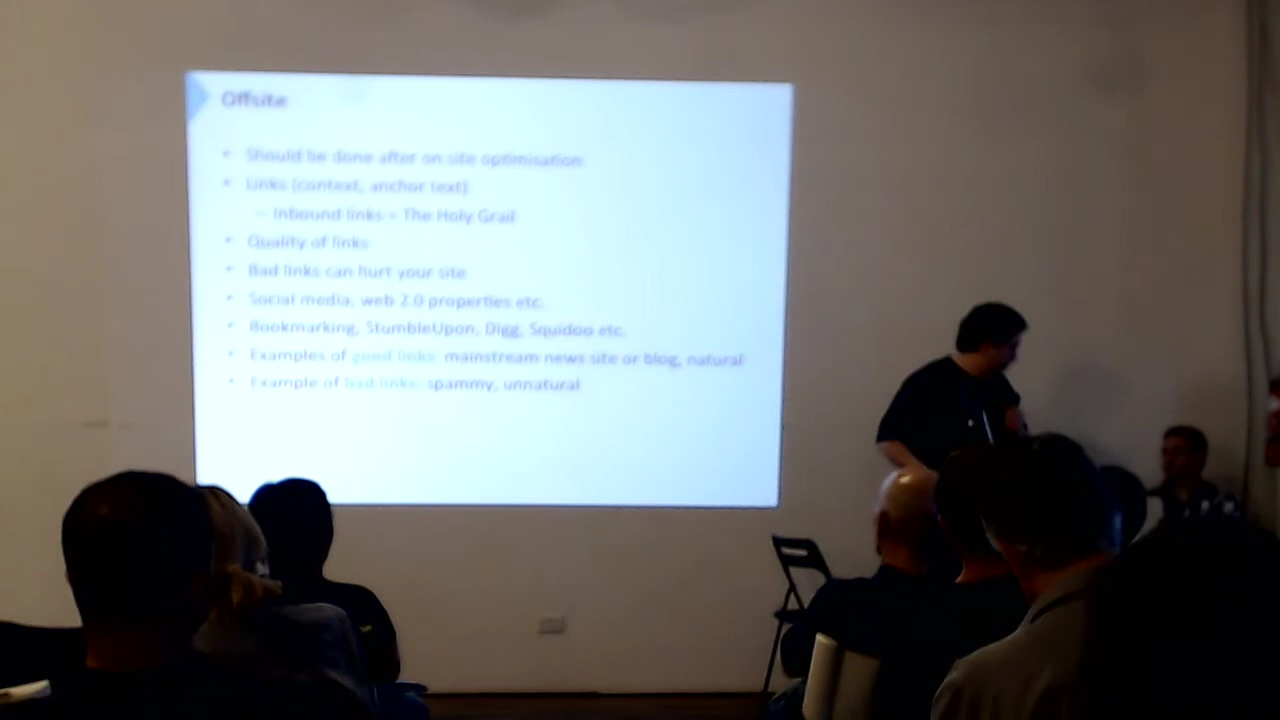 Offsite
• Should be done after on site optimisation
• Links (context, anchor text)
– Inbound links = The Holy Grail
• Quality of links
• Bad links can hurt your site
• Social media, web 2.0 properties etc.
• Bookmarking, StumbleUpon, Digg, Squidoo etc.
• Examples of good links: mainstream news site or blog, natural
• Example of bad links: spammy, unnatural